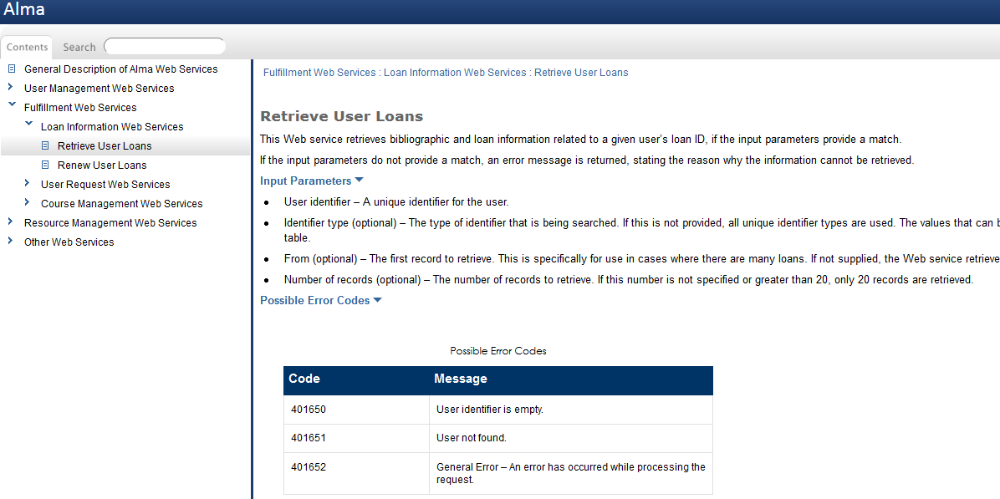 Alma
Contents
Search
General Description of Alma Web Services
User Management Web Services
Fulfillment Web Services
Loan Information Web Services
Retrieve User Loans
Renew User Loans
User Request Web Services
Course Management Web Services
Resource Management Web Services
Other Web Services
Fulfillment Web Services : Loan Information Web Services : Retrieve User Loans
Retrieve User Loans
This Web service retrieves bibliographic and loan information related to a given user's loan ID, if the input parameters provide a match.
If the input parameters do not provide a match, an error message is returned, stating the reason why the information cannot be retrieved.
Input Parameters
• User identifier – A unique identifier for the user.
• Identifier type (optional) – The type of identifier that is being searched. If this is not provided, all unique identifier types are used. The values that can
table.
• From (optional) – The first record to retrieve. This is specifically for use in cases where there are many loans. If not supplied, the Web service retrieve
• Number of records (optional) – The number of records to retrieve. If this number is not specified or greater than 20, only 20 records are retrieved.
Possible Error Codes
Possible Error Codes
Code Message
401650 User identifier is empty.
401651 User not found.
401652 General Error – An error has occurred while processing the
request.